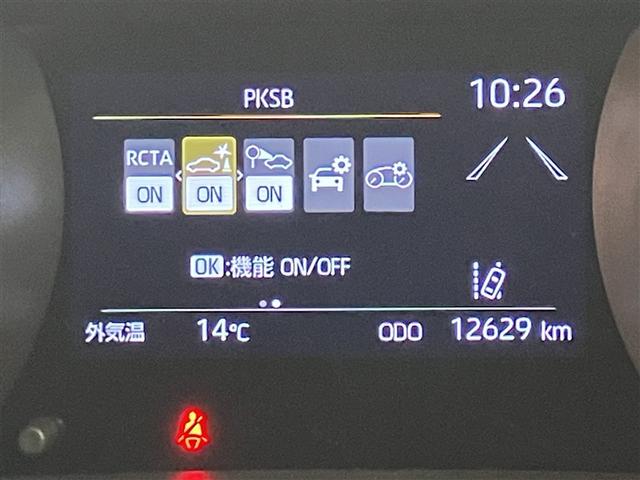 PKSB
10:26
RCTA
ON ON ON
OK:機能 ON/OFF
外気温 14℃ ODO 12629 km